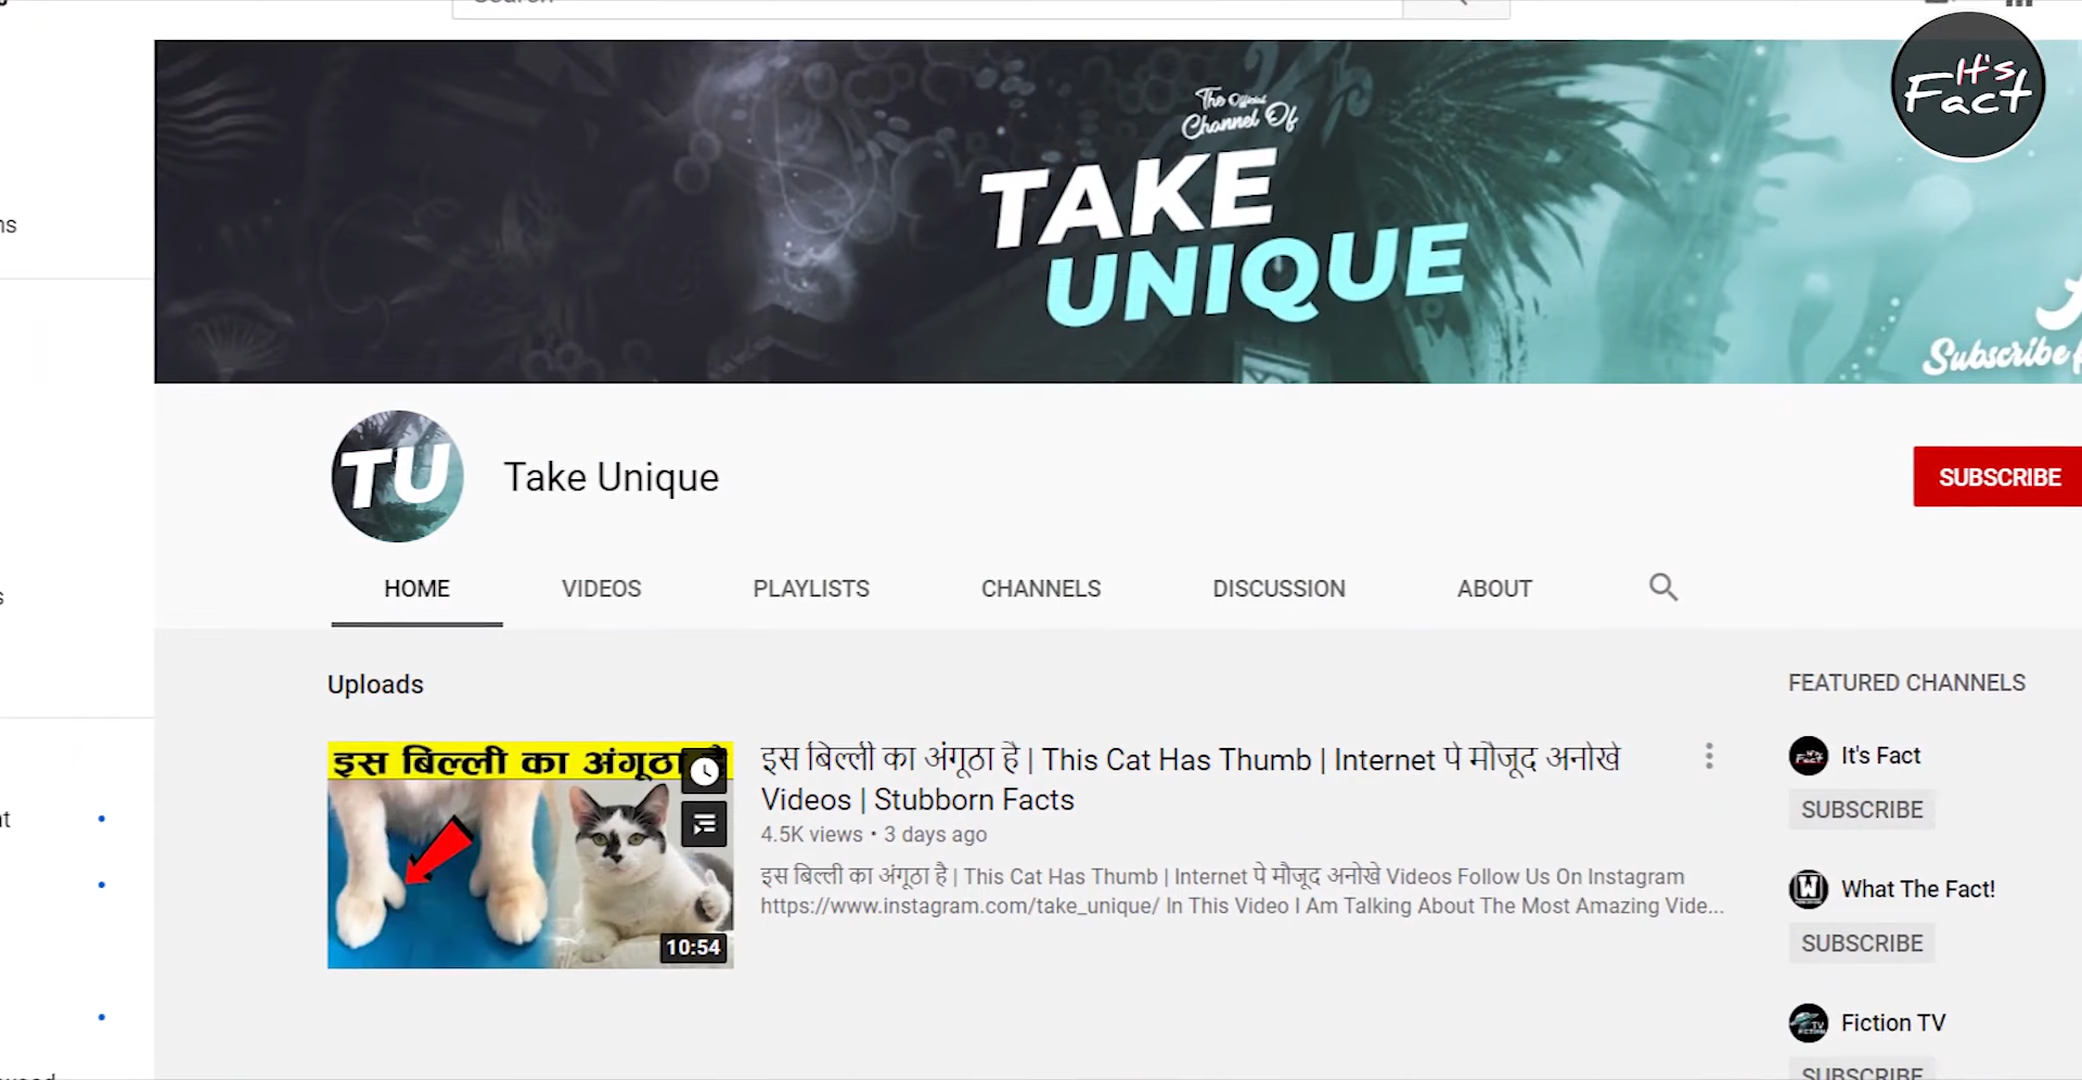 It's
Fact
The Official
Channel Of
TAKE
UNIQUE
Subscribe
TU
Take Unique
SUBSCRIBE
HOME
VIDEOS
PLAYLISTS
CHANNELS
DISCUSSION
ABOUT
Uploads
FEATURED CHANNELS
इस बिल्ली का अंगूठा है
10:54
इस बिल्ली का अंगूठा है | This Cat Has Thumb | Internet पे मौजूद अनोखे
Videos | Stubborn Facts
4.5K views • 3 days ago
इस बिल्ली का अंगूठा है | This Cat Has Thumb | Internet पे मौजूद अनोखे Videos Follow Us On Instagram
https://www.instagram.com/take_unique/ In This Video I Am Talking About The Most Amazing Vide...
It's Fact
SUBSCRIBE
What The Fact!
SUBSCRIBE
Fiction TV
SUBSCRIBE